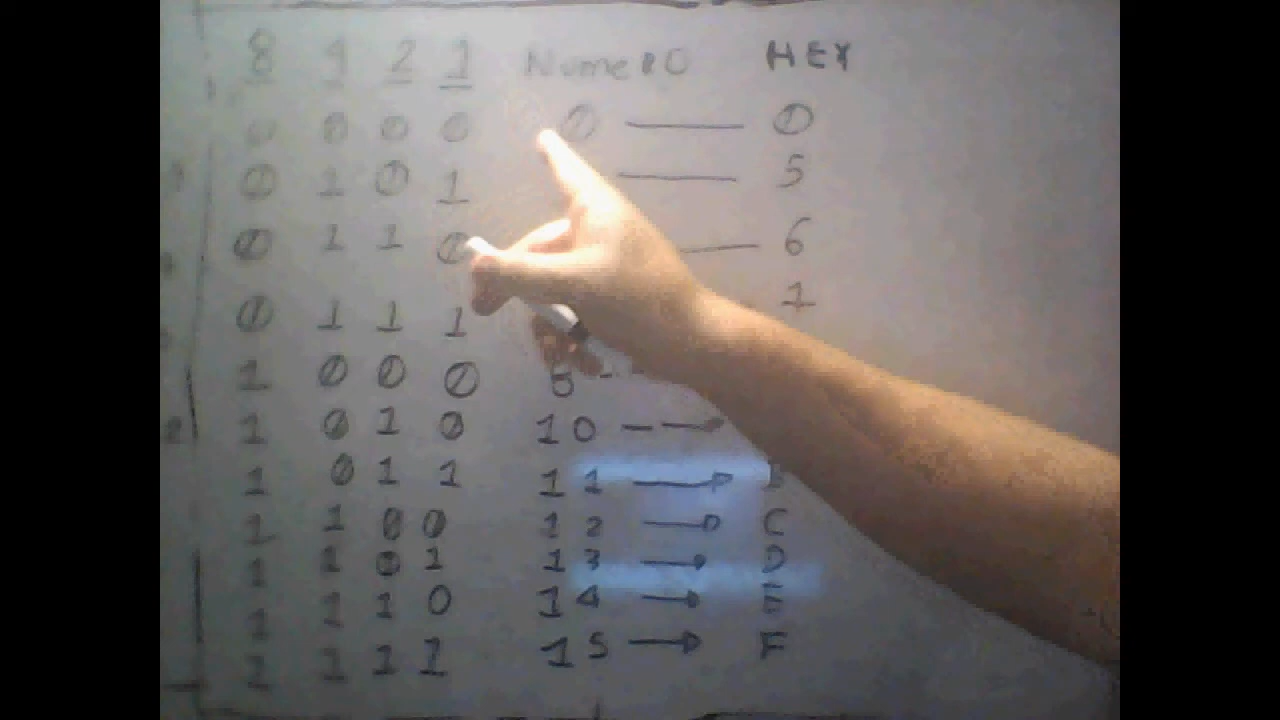 8 4 2 1 Numero HEX
0 0 0 0 0 — 0
0 1 0 1 — 5
0 1 1 0 — 6
0 1 1 1 1
1 0 0 0
1 0 1 0 10 -->
1 0 1 1 11 →
1 1 0 0 12 → C
1 1 0 1 13 → D
1 1 1 0 14 → E
1 1 1 1 15 → F